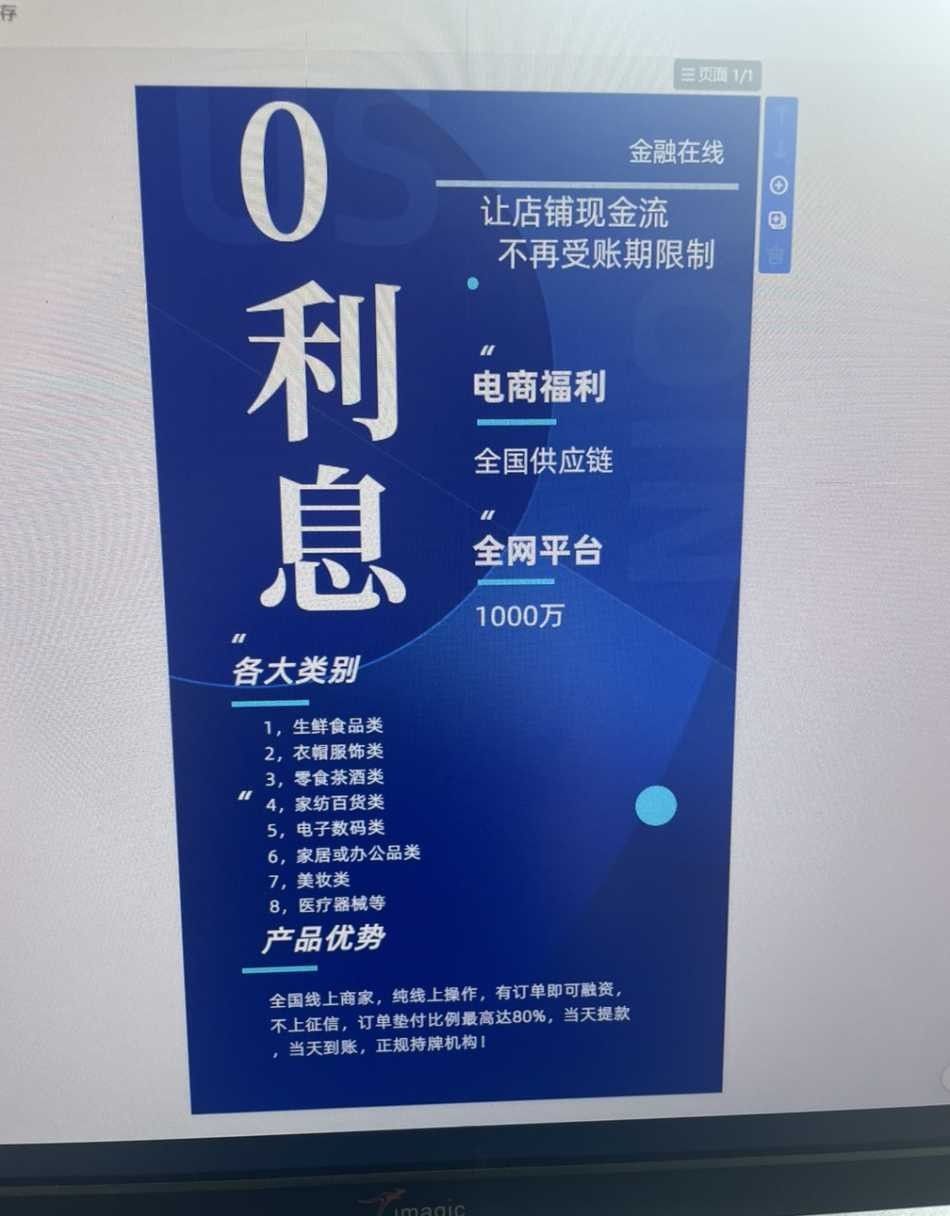 存
页面 1/1
0
利
息
金融在线
让店铺现金流
不再受账期限制
“
电商福利
全国供应链
“
全网平台
1000万
“
各大类别
1，生鲜食品类
2，衣帽服饰类
3，零食茶酒类
“
4，家纺百货类
5，电子数码类
6，家居或办公品类
7，美妆类
8，医疗器械等
产品优势
全国线上商家，纯线上操作，有订单即可融资，
不上征信，订单垫付比例最高达80%，当天提款
，当天到账，正规持牌机构！
imagic